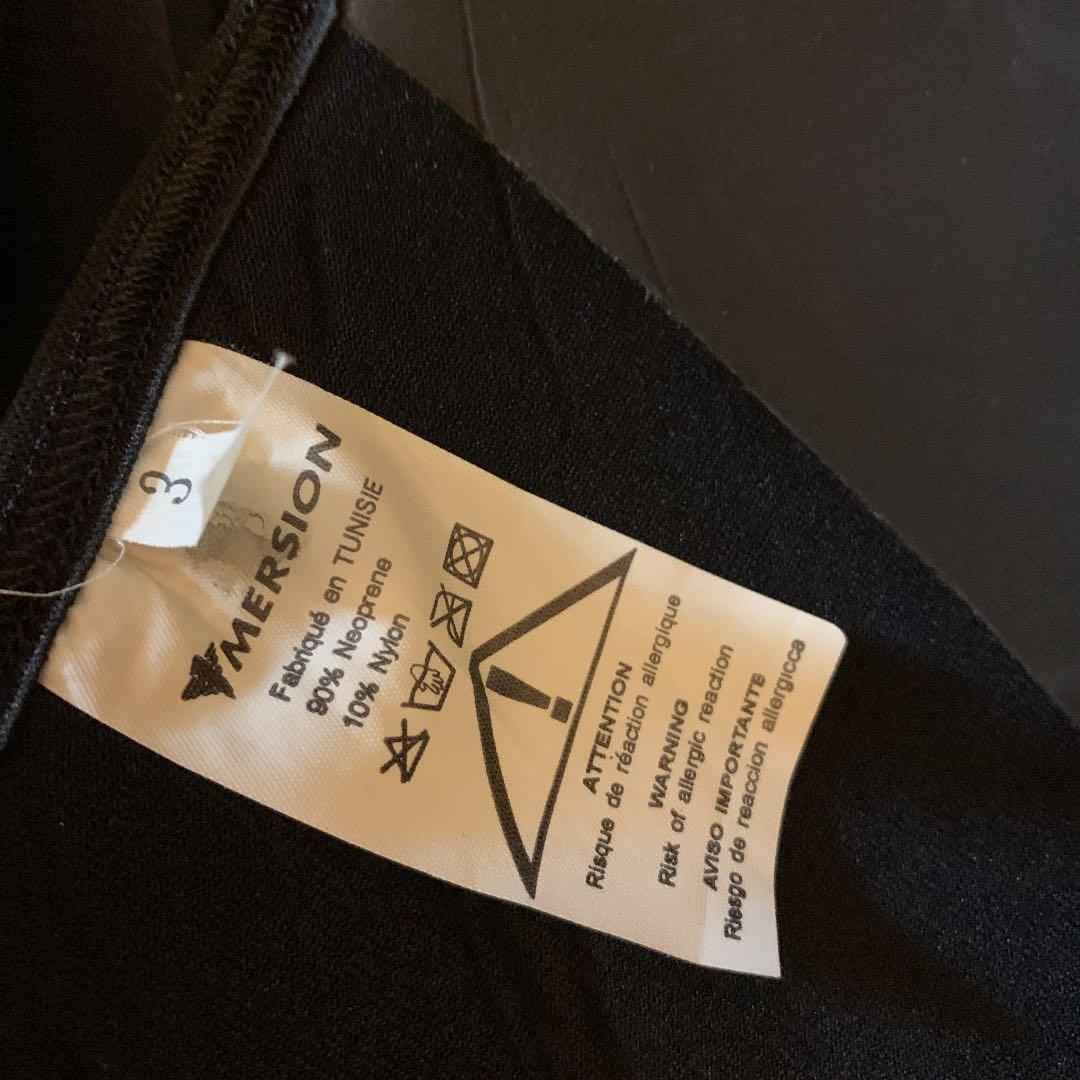 3
MERSION
Fabriqué en TUNISIE
90% Neoprene
10% Nylon
ATTENTION
Risque de réaction allergique
WARNING
Risk of allergic reaction
AVISO IMPORTANTE
Riesgo de reaccion allergicca